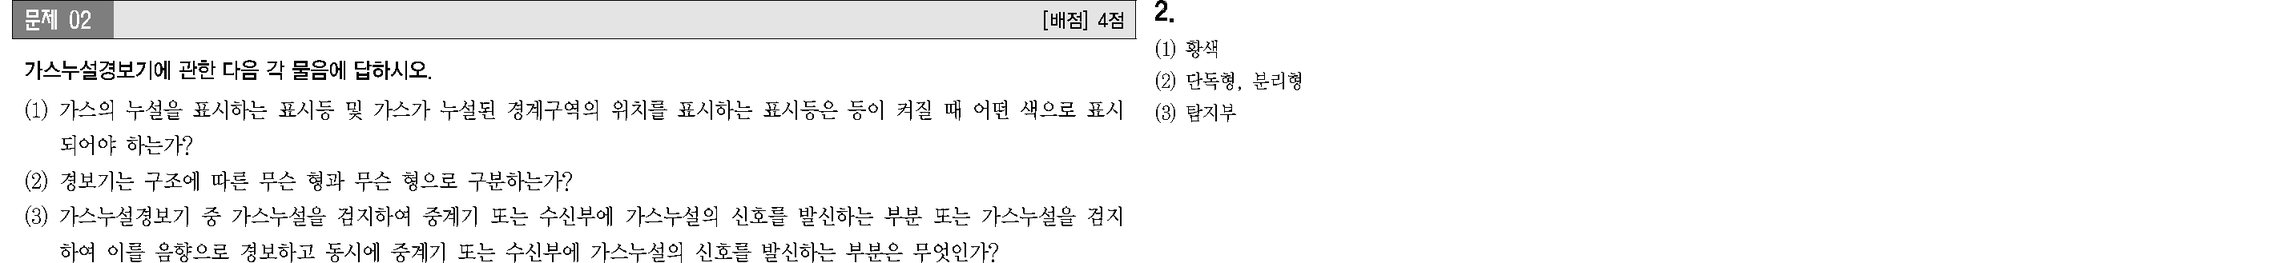 문제 02
[배점] 4점
가스누설경보기에 관한 다음 각 물음에 답하시오.
(1) 가스의 누설을 표시하는 표시등 및 가스가 누설된 경계구역의 위치를 표시하는 표시등은 등이 켜질 때 어떤 색으로 표시
되어야 하는가?
(2) 경보기는 구조에 따른 무슨 형과 무슨 형으로 구분하는가?
(3) 가스누설경보기 중 가스누설을 검지하여 중계기 또는 수신부에 가스누설의 신호를 발신하는 부분 또는 가스누설을 검지
하여 이를 음향으로 경보하고 동시에 중계기 또는 수신부에 가스누설의 신호를 발신하는 부분은 무엇인가?
2.
(1) 황색
(2) 단독형, 분리형
(3) 탐지부